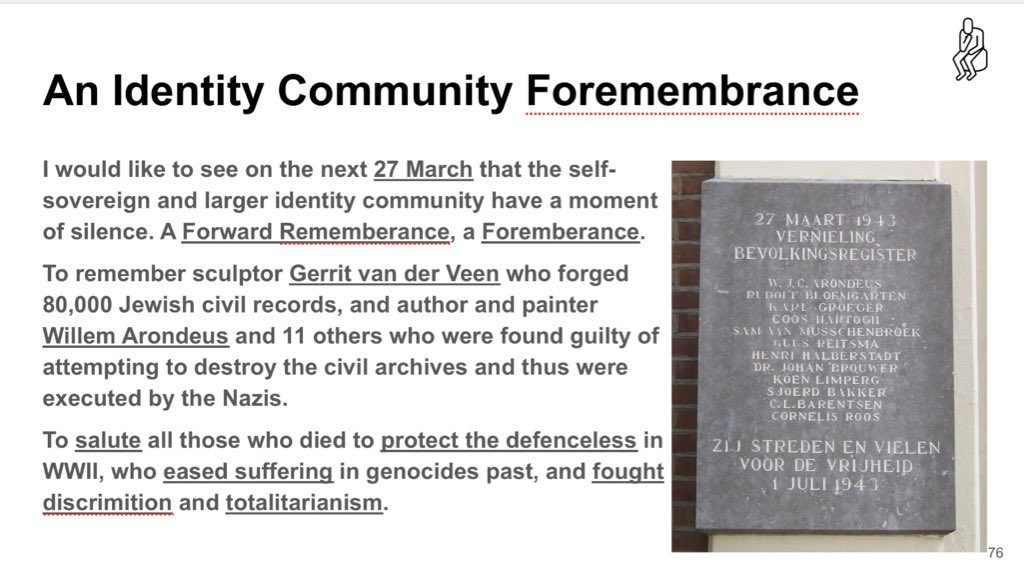 An Identity Community Foremembrance
I would like to see on the next 27 March that the self-
sovereign and larger identity community have a moment
of silence. A Forward Rememberance, a Foremberance.
To remember sculptor Gerrit van der Veen who forged
80,000 Jewish civil records, and author and painter
Willem Arondeus and 11 others who were found guilty of
attempting to destroy the civil archives and thus were
executed by the Nazis.
To salute all those who died to protect the defenceless in
WWII, who eased suffering in genocides past, and fought
discrimition and totalitarianism.
27 MAART 1943
VERNIELING
BEVOLKINGSREGISTER
W. J. C. ARONDEUS
RUDOLF BLOEMGARTEN
KARL GROEGER
COOS HARTOGH
SAM VAN MUSSCHENBROEK
GUUS REITSMA
HENRI HALBERSTADT
DR. JOHAN BROUWER
KOEN LIMPERG
SJOERD BAKKER
C.L. BARENTSEN
CORNELIS ROOS
ZIJ STREDEN EN VIELEN
VOOR DE VRIJHEID
1 JULI 1943
76